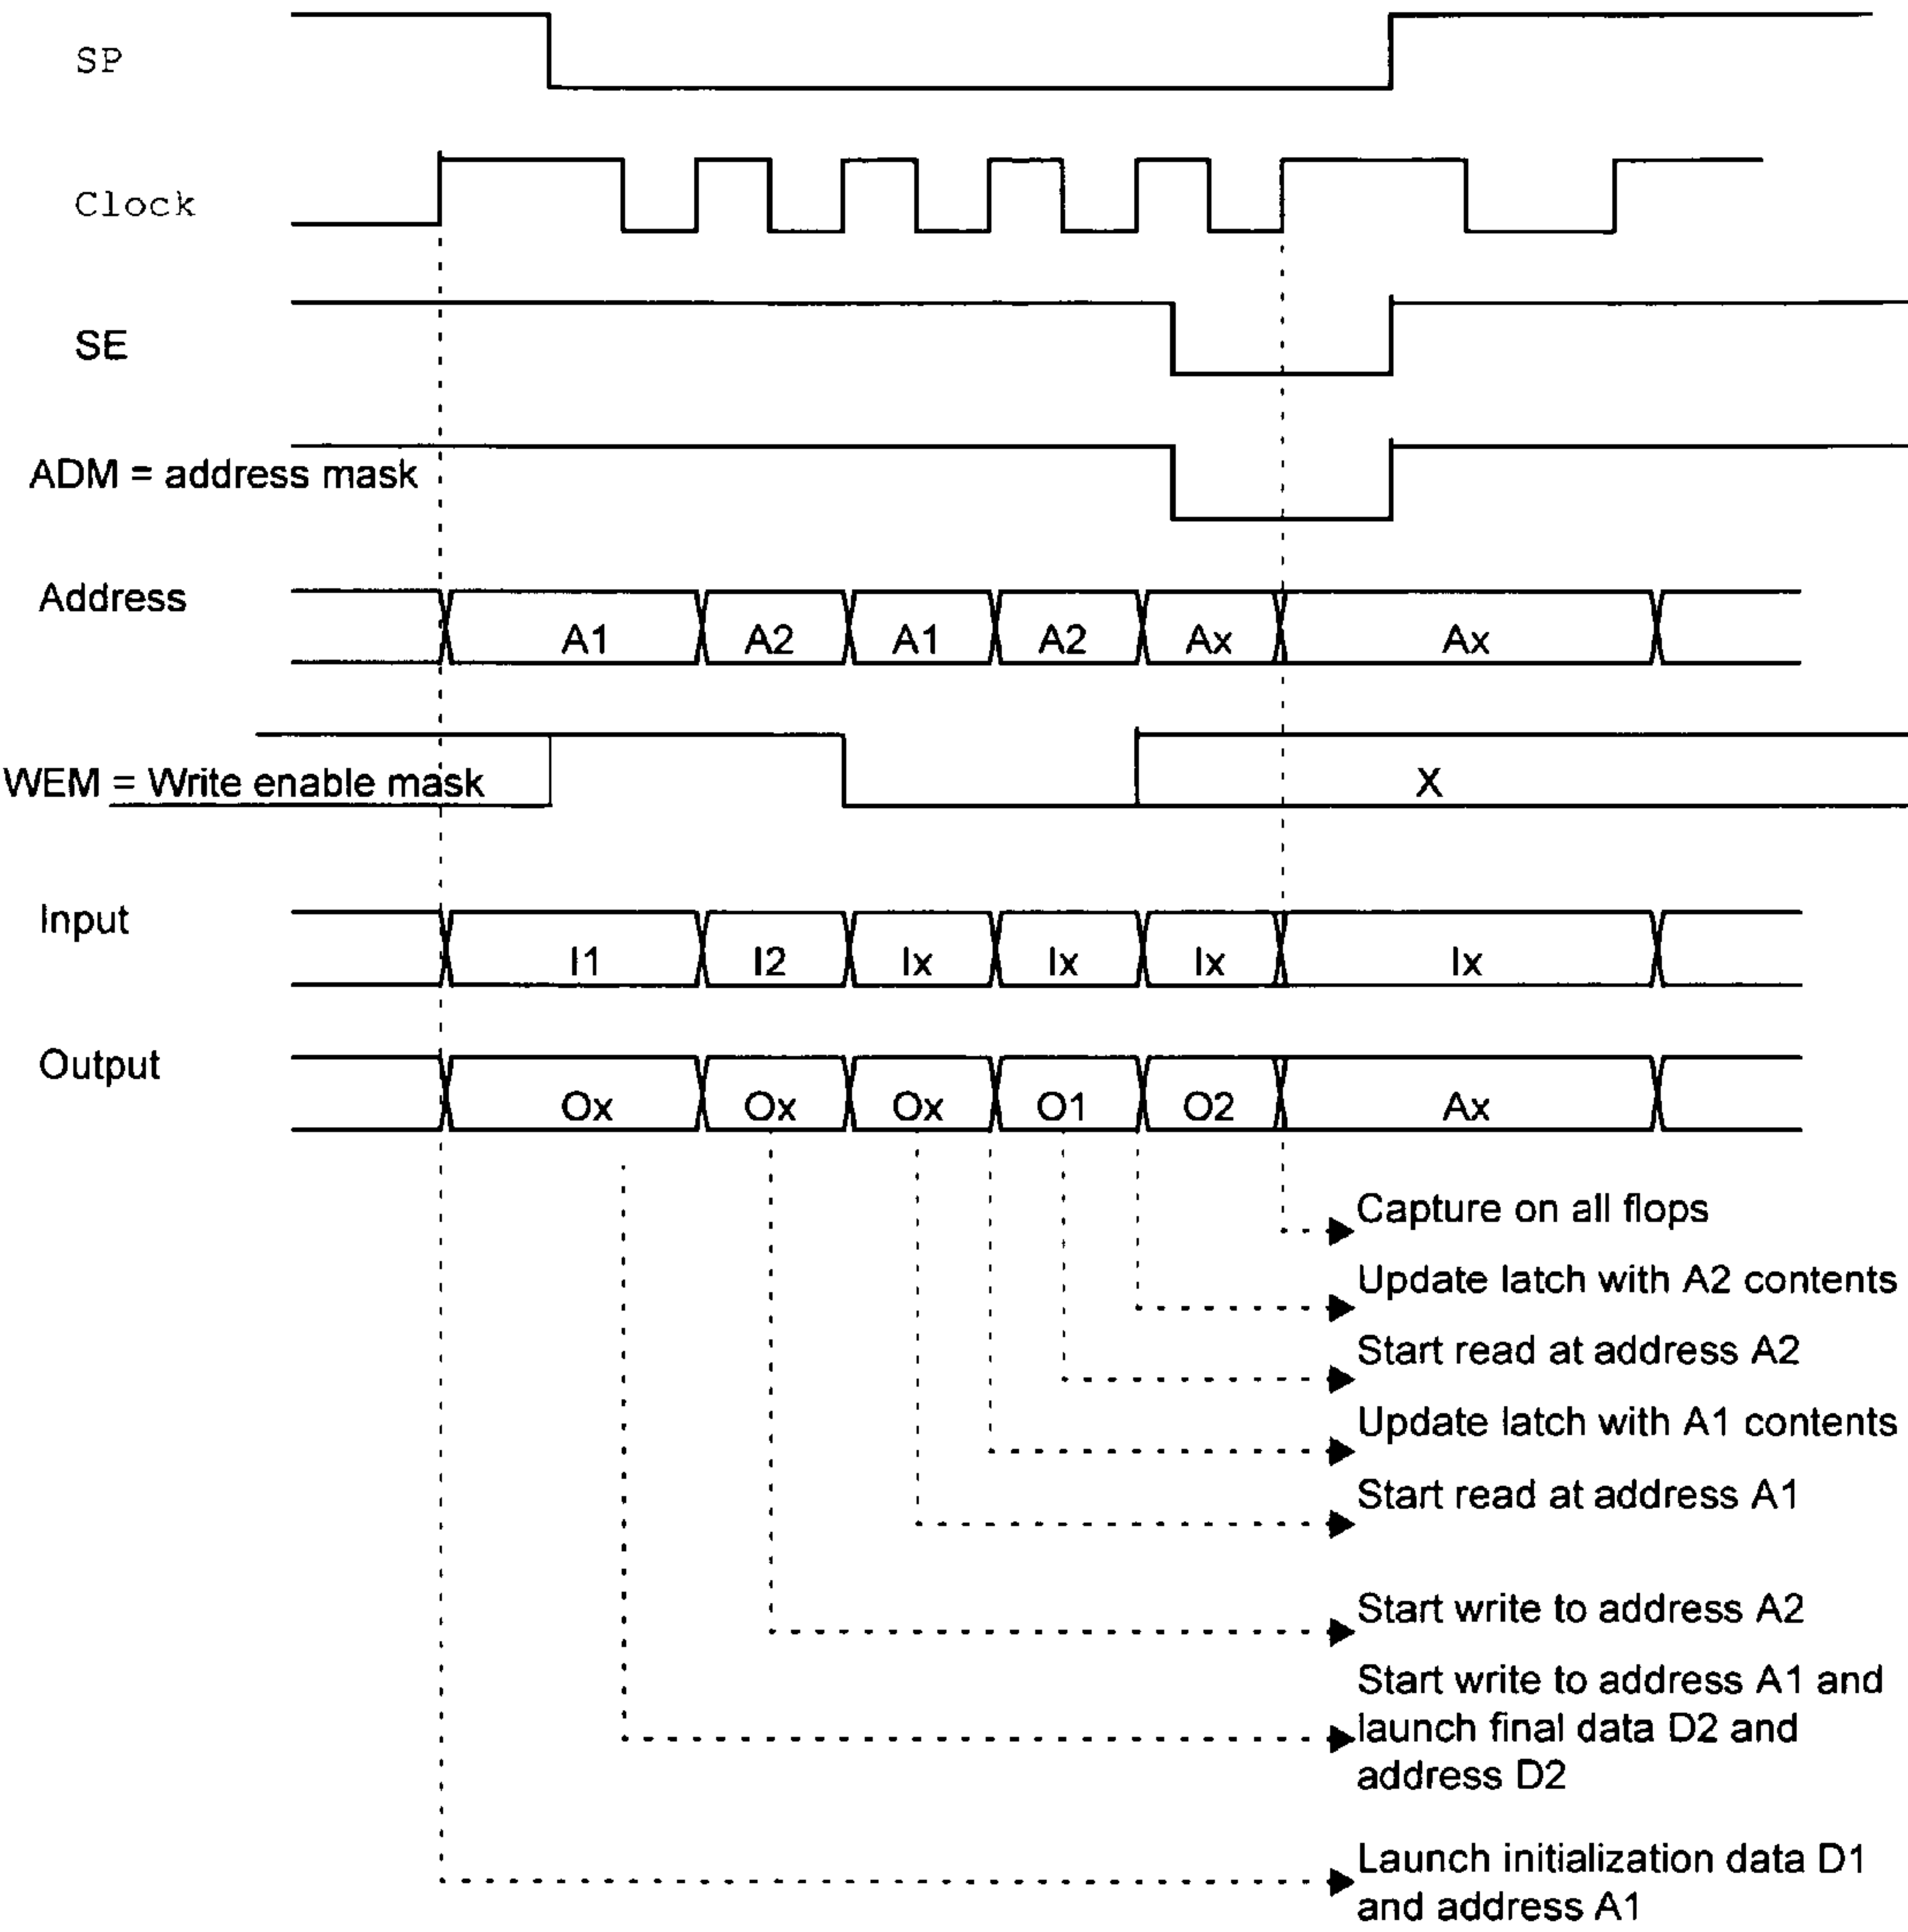 SP
Clock
SE
ADM = address mask
Address
A1 A2 A1 A2 Ax Ax
WEM = Write enable mask
X
Input
I1 I2 Ix Ix Ix Ix
Output
Ox Ox Ox O1 O2 Ax
Capture on all flops
Update latch with A2 contents
Start read at address A2
Update latch with A1 contents
Start read at address A1
Start write to address A2
Start write to address A1 and
launch final data D2 and
address D2
Launch initialization data D1
and address A1